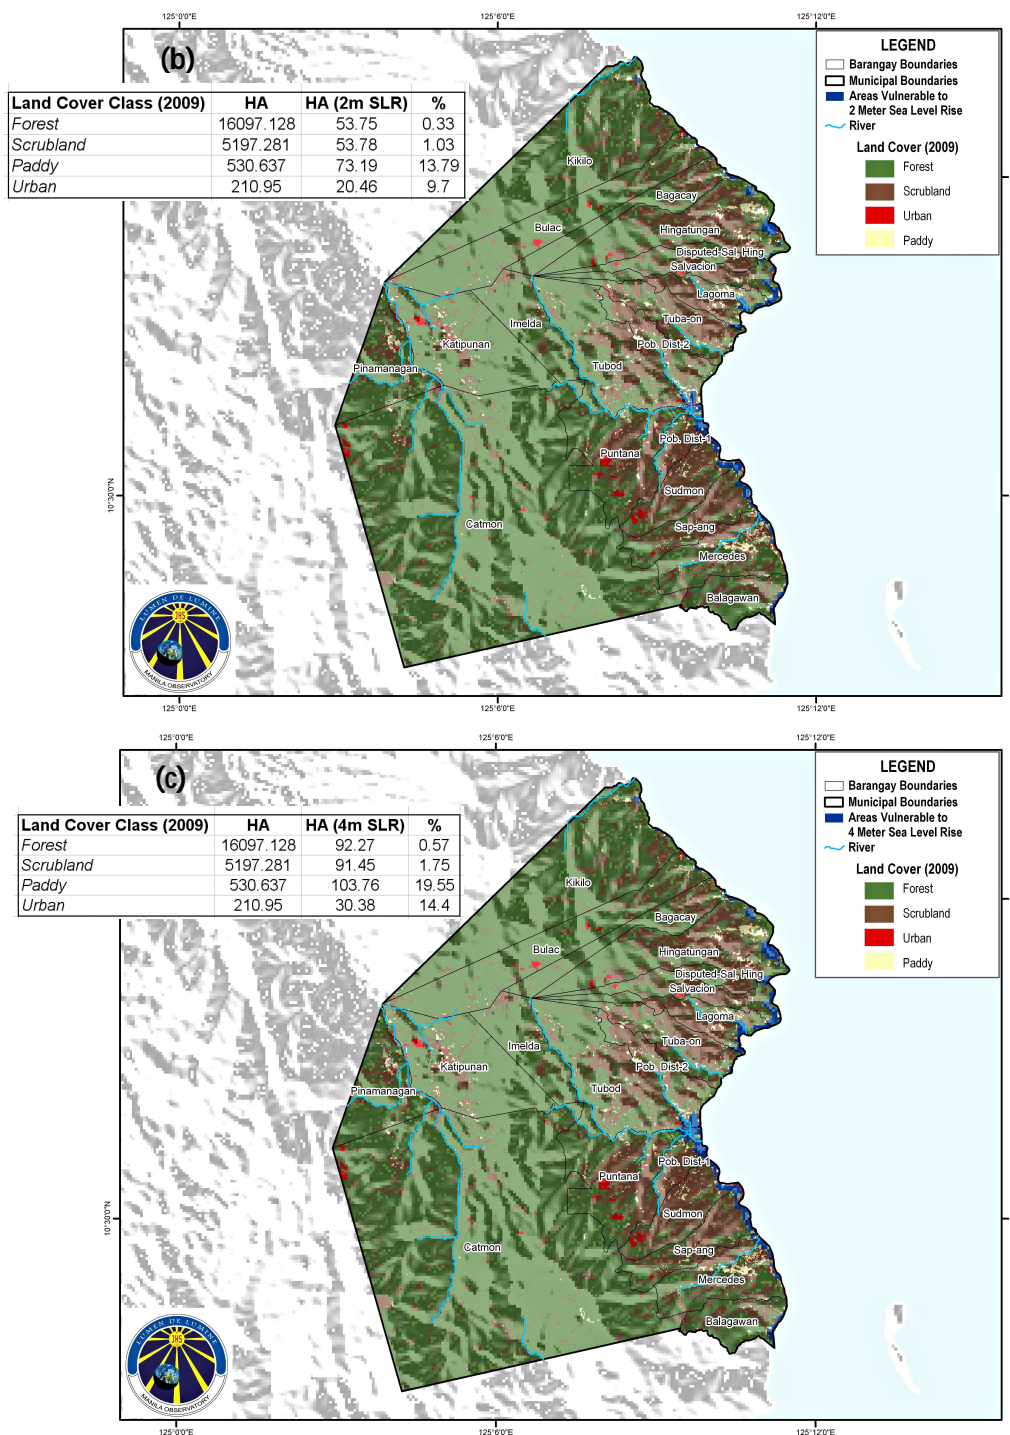 125°0'0"E 125°6'0"E 125°12'0"E
(b)
LEGEND
Barangay Boundaries
Municipal Boundaries
Areas Vulnerable to
2 Meter Sea Level Rise
River
Land Cover (2009)
Forest
Scrubland
Urban
Paddy
Land Cover Class (2009) HA HA (2m SLR) %
Forest 16097.128 53.75 0.33
Scrubland 5197.281 53.78 1.03
Paddy 530.637 73.19 13.79
Urban 210.95 20.46 9.7
Kikilo
Bagacay
Bulac
Hingatungan
Disputed-Sal, Hing
Salvacion
Lagoma
Imelda
Tuba-on
Katipunan
Pob. Dist-2
Pinamanagan
Tubod
Pob. Dist-1
Puntana
Sudmon
10°30'0"N
Catmon
Sap-ang
Mercedes
Balagawan
LUMEN DE LUMINE
JHS
MANILA OBSERVATORY
125°0'0"E 125°6'0"E 125°12'0"E
125°0'0"E 125°6'0"E 125°12'0"E
(c)
LEGEND
Barangay Boundaries
Municipal Boundaries
Areas Vulnerable to
4 Meter Sea Level Rise
River
Land Cover (2009)
Forest
Scrubland
Urban
Paddy
Land Cover Class (2009) HA HA (4m SLR) %
Forest 16097.128 92.27 0.57
Scrubland 5197.281 91.45 1.75
Paddy 530.637 103.76 19.55
Urban 210.95 30.38 14.4
Kikilo
Bagacay
Bulac
Hingatungan
Disputed-Sal, Hing
Salvacion
Lagoma
Imelda
Tuba-on
Katipunan
Pob. Dist-2
Pinamanagan
Tubod
Pob. Dist-1
Puntana
Sudmon
10°30'0"N
Catmon
Sap-ang
Mercedes
Balagawan
LUMEN DE LUMINE
JHS
MANILA OBSERVATORY
125°0'0"E 125°6'0"E 125°12'0"E